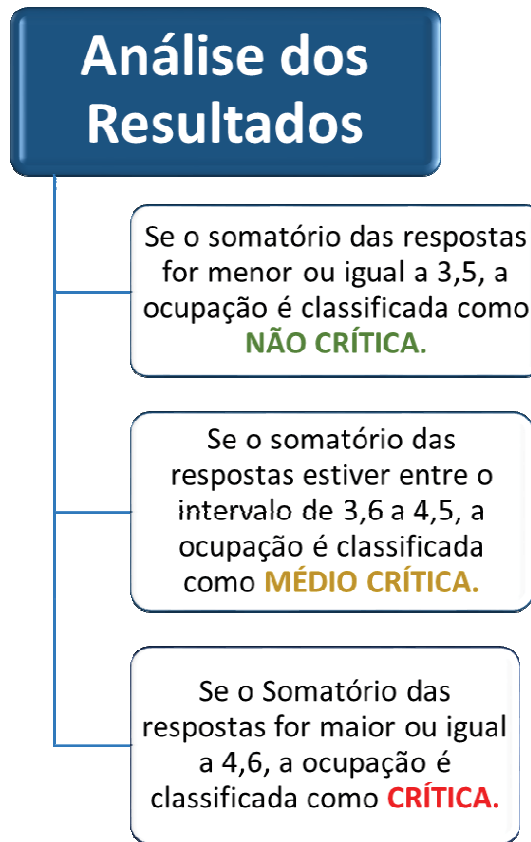 Análise dos
Resultados
Se o somatório das respostas
for menor ou igual a 3,5, a
ocupação é classificada como
NÃO CRÍTICA.
Se o somatório das
respostas estiver entre o
intervalo de 3,6 a 4,5, a
ocupação é classificada
como MÉDIO CRÍTICA.
Se o Somatório das
respostas for maior ou igual
a 4,6, a ocupação é
classificada como CRÍTICA.